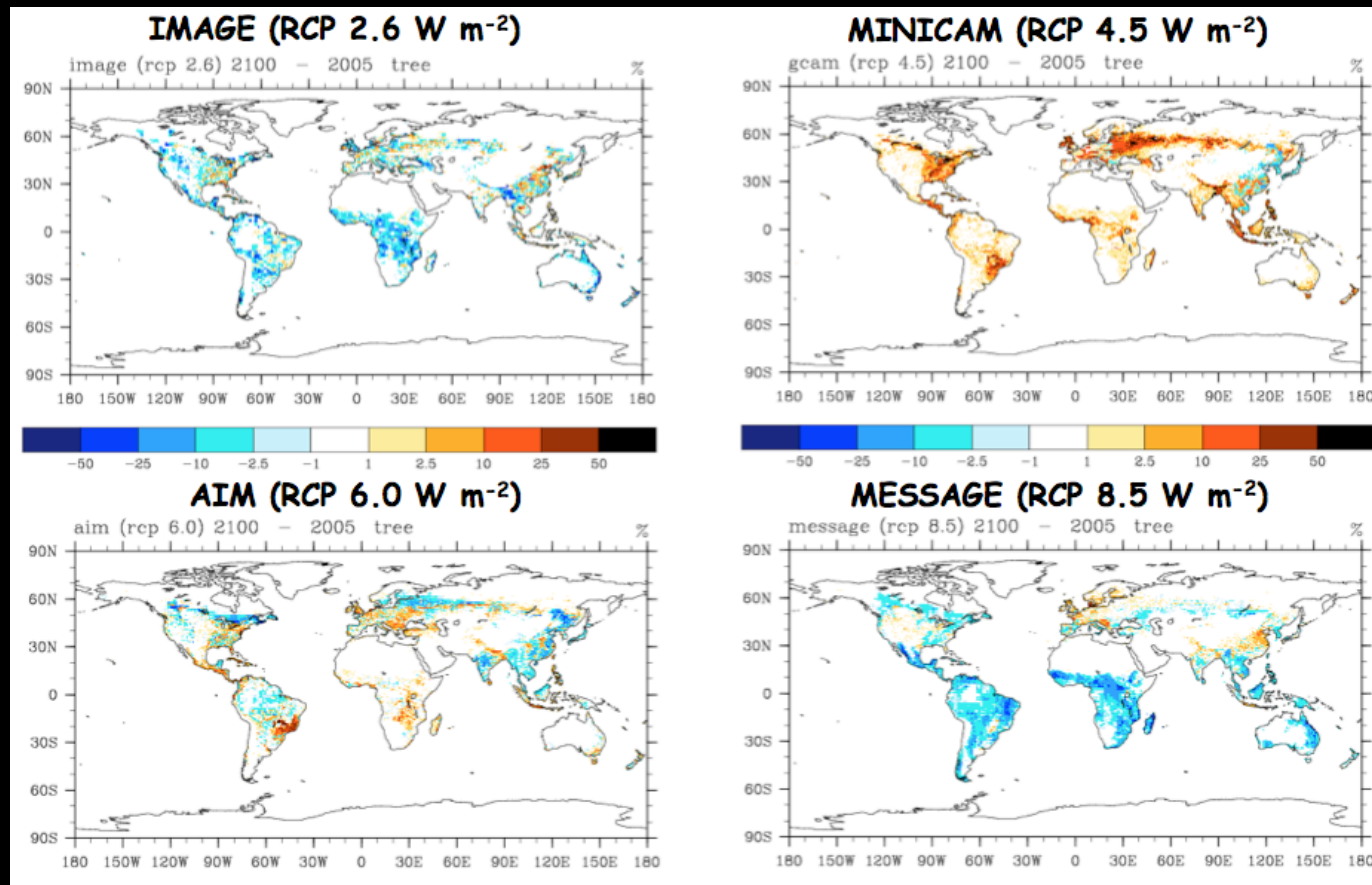 IMAGE (RCP 2.6 W m⁻²)
image (rcp 2.6) 2100 − 2005 tree %
90N
60N
30N
0
30S
60S
90S
180 150W 120W 90W 60W 30W 0 30E 60E 90E 120E 150E 180
MINICAM (RCP 4.5 W m⁻²)
gcam (rcp 4.5) 2100 − 2005 tree %
90N
60N
30N
0
30S
60S
90S
180 150W 120W 90W 60W 30W 0 30E 60E 90E 120E 150E 180
−50 −25 −10 −2.5 −1 1 2.5 10 25 50
−50 −25 −10 −2.5 −1 1 2.5 10 25 50
AIM (RCP 6.0 W m⁻²)
aim (rcp 6.0) 2100 − 2005 tree %
90N
60N
30N
0
30S
60S
90S
180 150W 120W 90W 60W 30W 0 30E 60E 90E 120E 150E 180
MESSAGE (RCP 8.5 W m⁻²)
message (rcp 8.5) 2100 − 2005 tree %
90N
60N
30N
0
30S
60S
90S
180 150W 120W 90W 60W 30W 0 30E 60E 90E 120E 150E 180